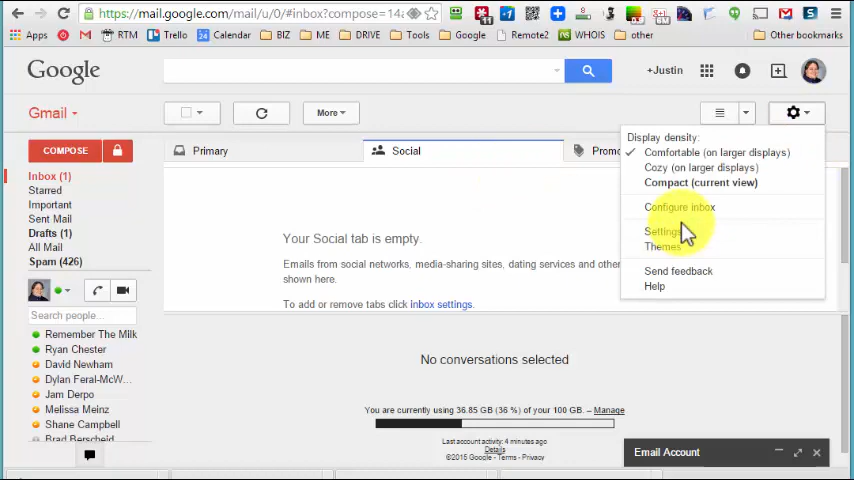 https://mail.google.com/mail/u/0/#inbox?compose=14
Apps RTM Trello Calendar BIZ ME DRIVE Tools Google Remote2 WHOIS other Other bookmarks
Google +Justin
Gmail More
COMPOSE
Primary Social Promo
Display density:
Comfortable (on larger displays)
Cozy (on larger displays)
Compact (current view)
Configure inbox
Settings
Themes
Send feedback
Help
Inbox (1)
Starred
Important
Sent Mail
Drafts (1)
All Mail
Spam (426)
Search people...
Remember The Milk
Ryan Chester
David Newham
Dylan Feral-McW...
Jam Derpo
Melissa Meinz
Shane Campbell
Brad Berscheid
Your Social tab is empty.
Emails from social networks, media-sharing sites, dating services and othe
shown here.
To add or remove tabs click inbox settings.
No conversations selected
You are currently using 36.85 GB (36 %) of your 100 GB. – Manage
Last account activity: 4 minutes ago
Details
©2015 Google - Terms - Privacy
Email Account